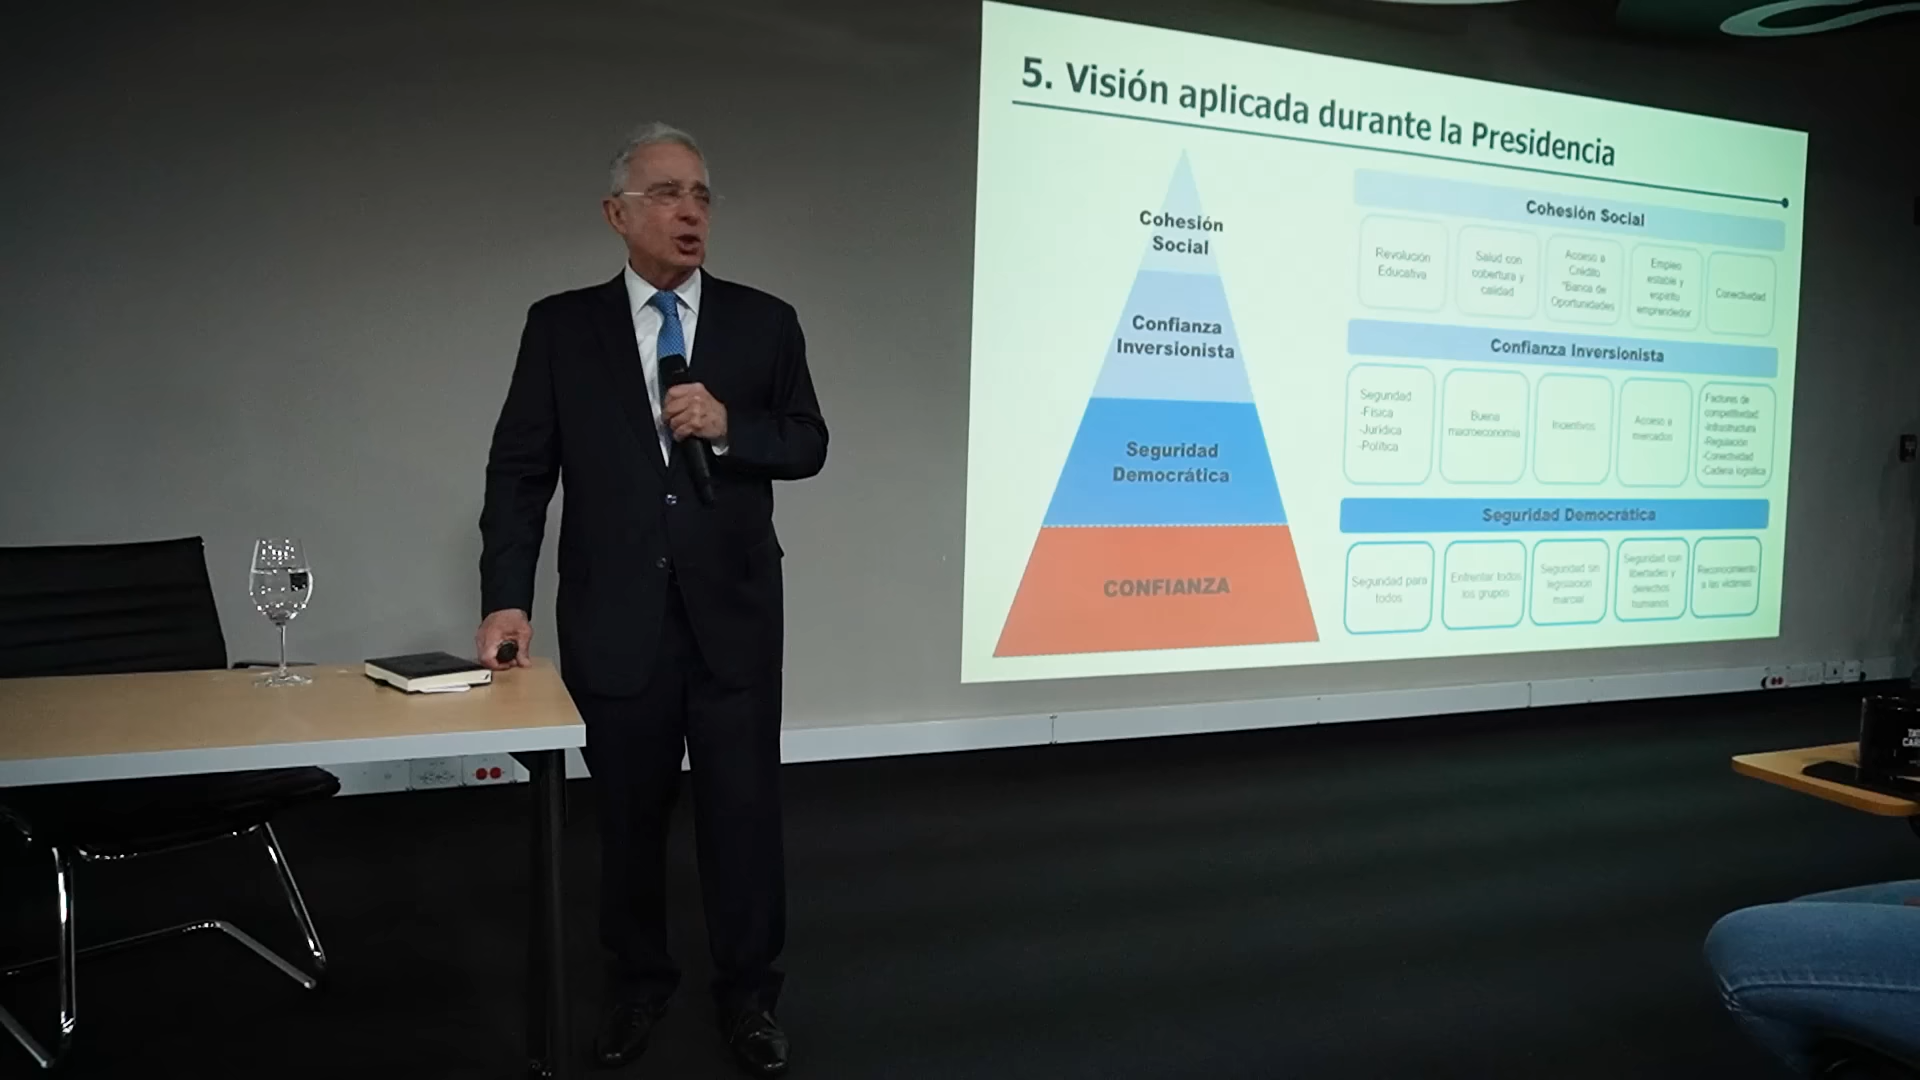 5. Visión aplicada durante la Presidencia
Cohesión
Social
Confianza
Inversionista
Seguridad
Democrática
CONFIANZA
Cohesión Social
Revolución
Educativa
Salud con
cobertura y
calidad
Acceso a
Crédito
"Banca de
Oportunidades
Empleo
estable y
espíritu
emprendedor
Conectividad
Confianza Inversionista
Seguridad
-Física
-Jurídica
-Política
Buena
macroeconomía
Incentivos
Acceso a
mercados
Factores de
competitividad
-Infraestructura
-Regulación
-Conectividad
-Cadena logística
Seguridad Democrática
Seguridad para
todos
Enfrentar todos
los grupos
Seguridad sin
legislación
marcial
Seguridad con
libertades y
derechos
humanos
Reconocimiento
a las víctimas